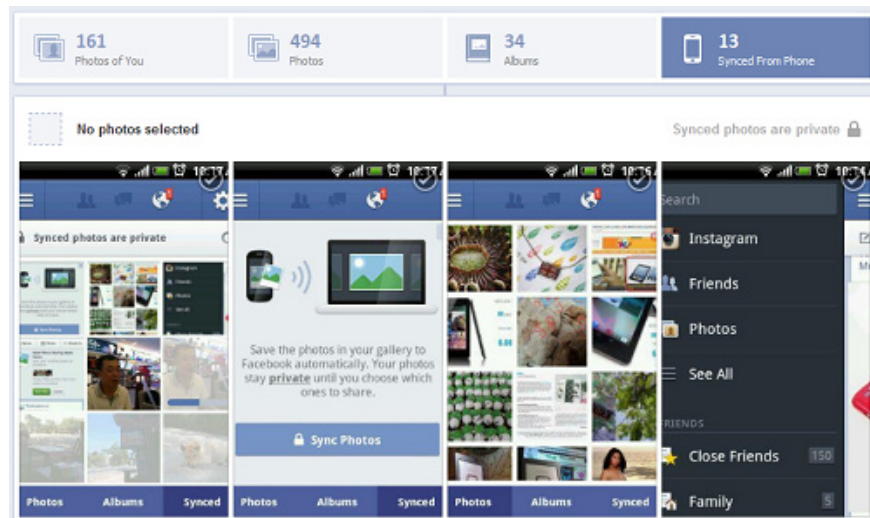 161
Photos of You
494
Photos
34
Albums
13
Synced From Phone
No photos selected
Synced photos are private
Synced photos are private
Photos Albums Synced
Save the photos in your gallery to
Facebook automatically. Your photos
stay private until you choose which
ones to share.
Sync Photos
Photos Albums Synced
Photos Albums Synced
Search
Instagram
Friends
Photos
See All
FRIENDS
Close Friends 150
Family 5